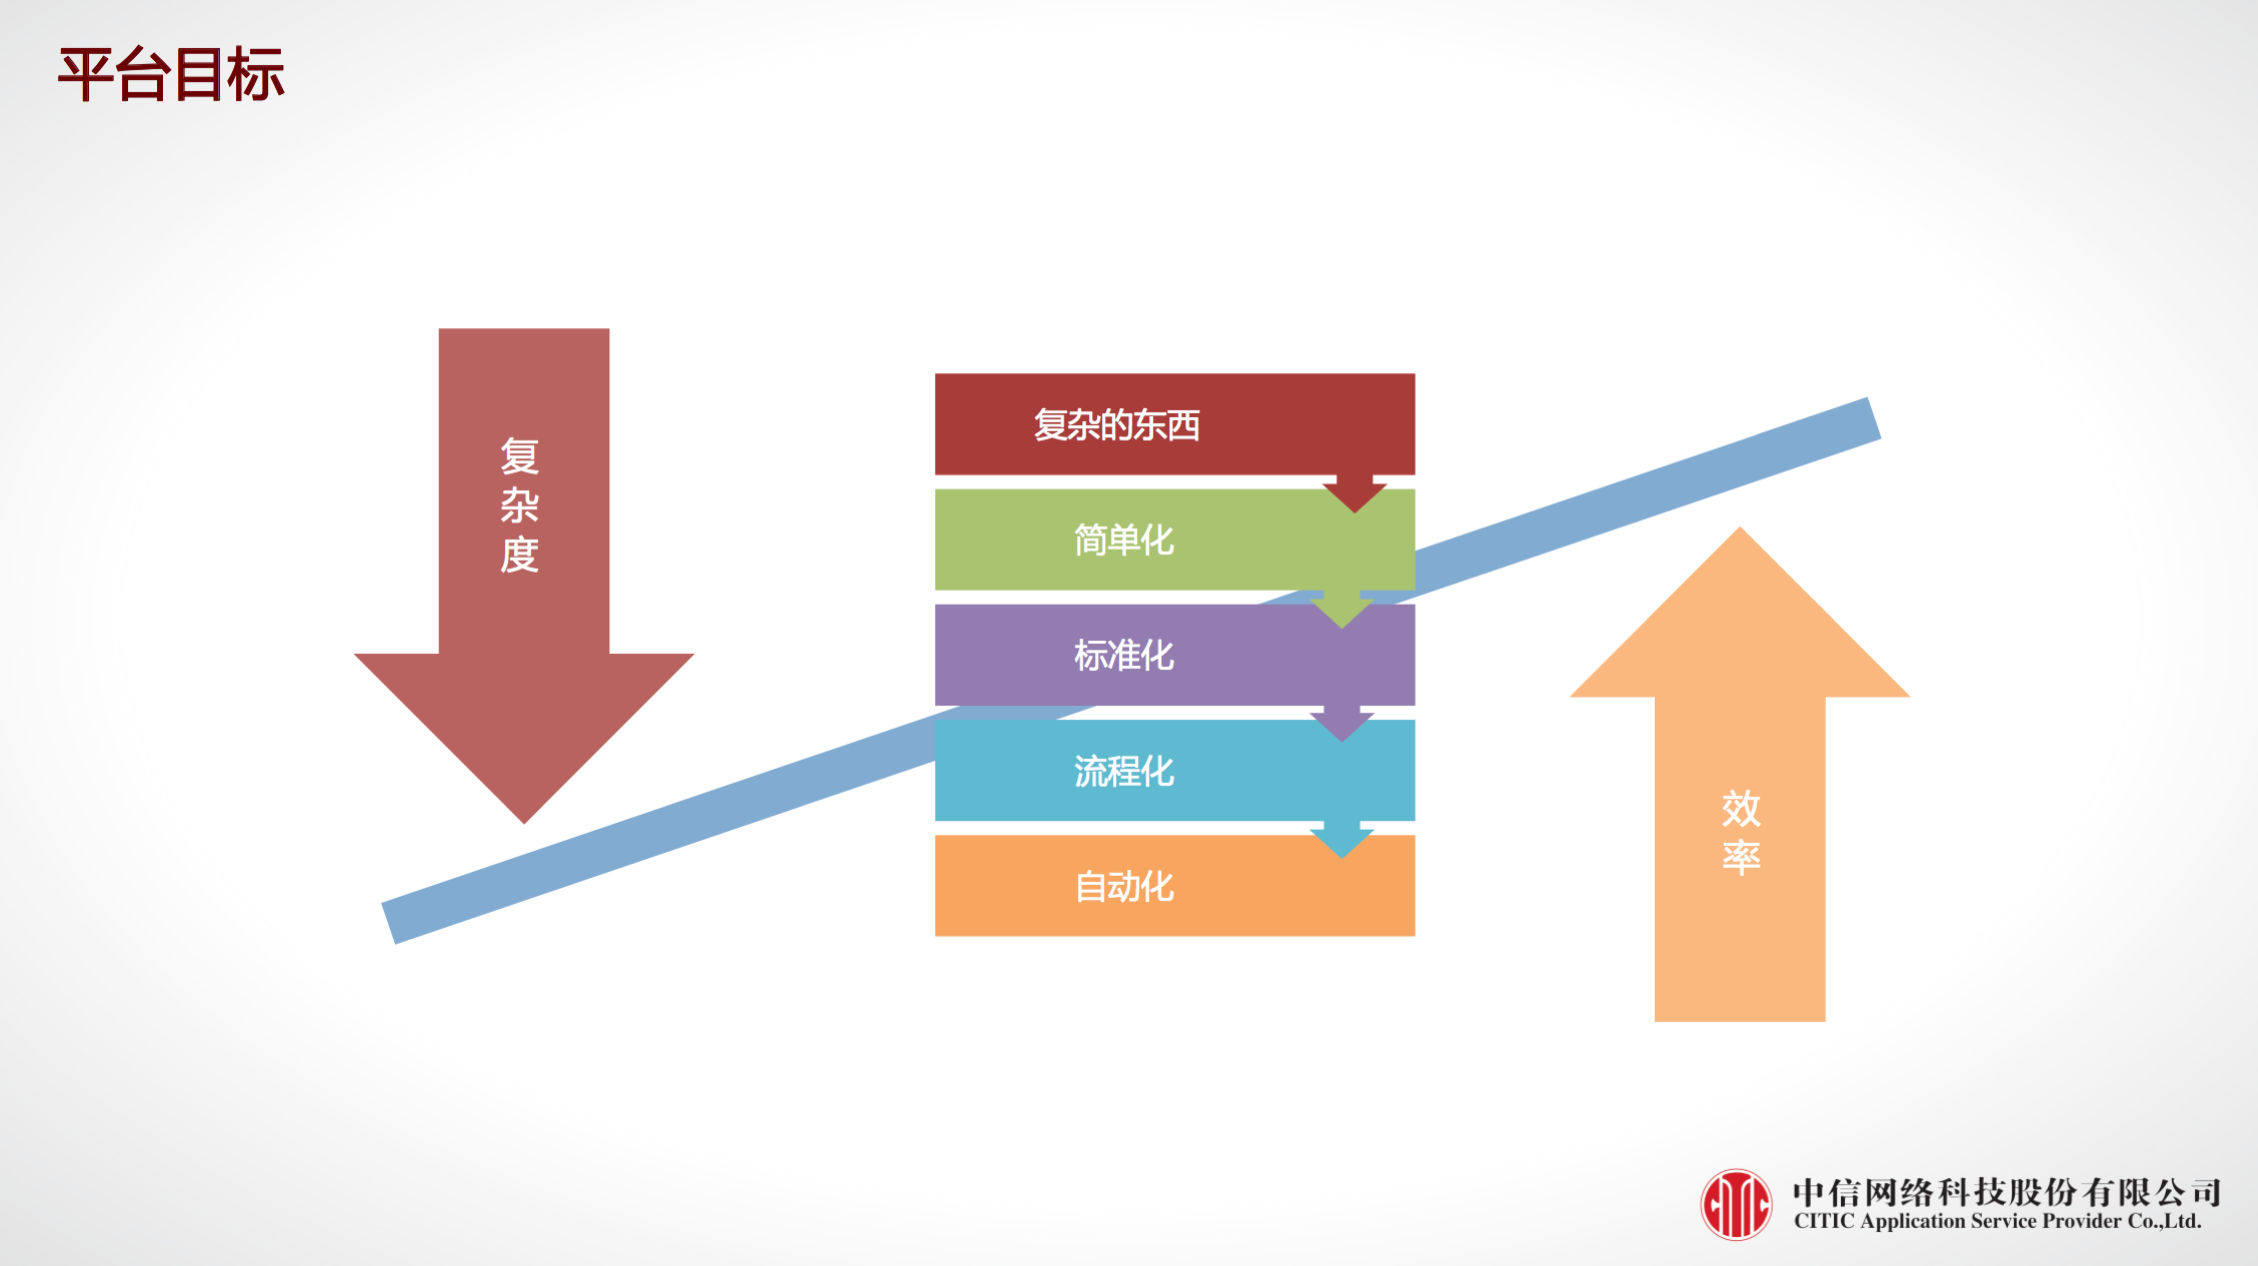 平台目标
复杂度
复杂的东西
简单化
标准化
流程化
自动化
效率
中信网络科技股份有限公司
CITIC Application Service Provider Co.,Ltd.